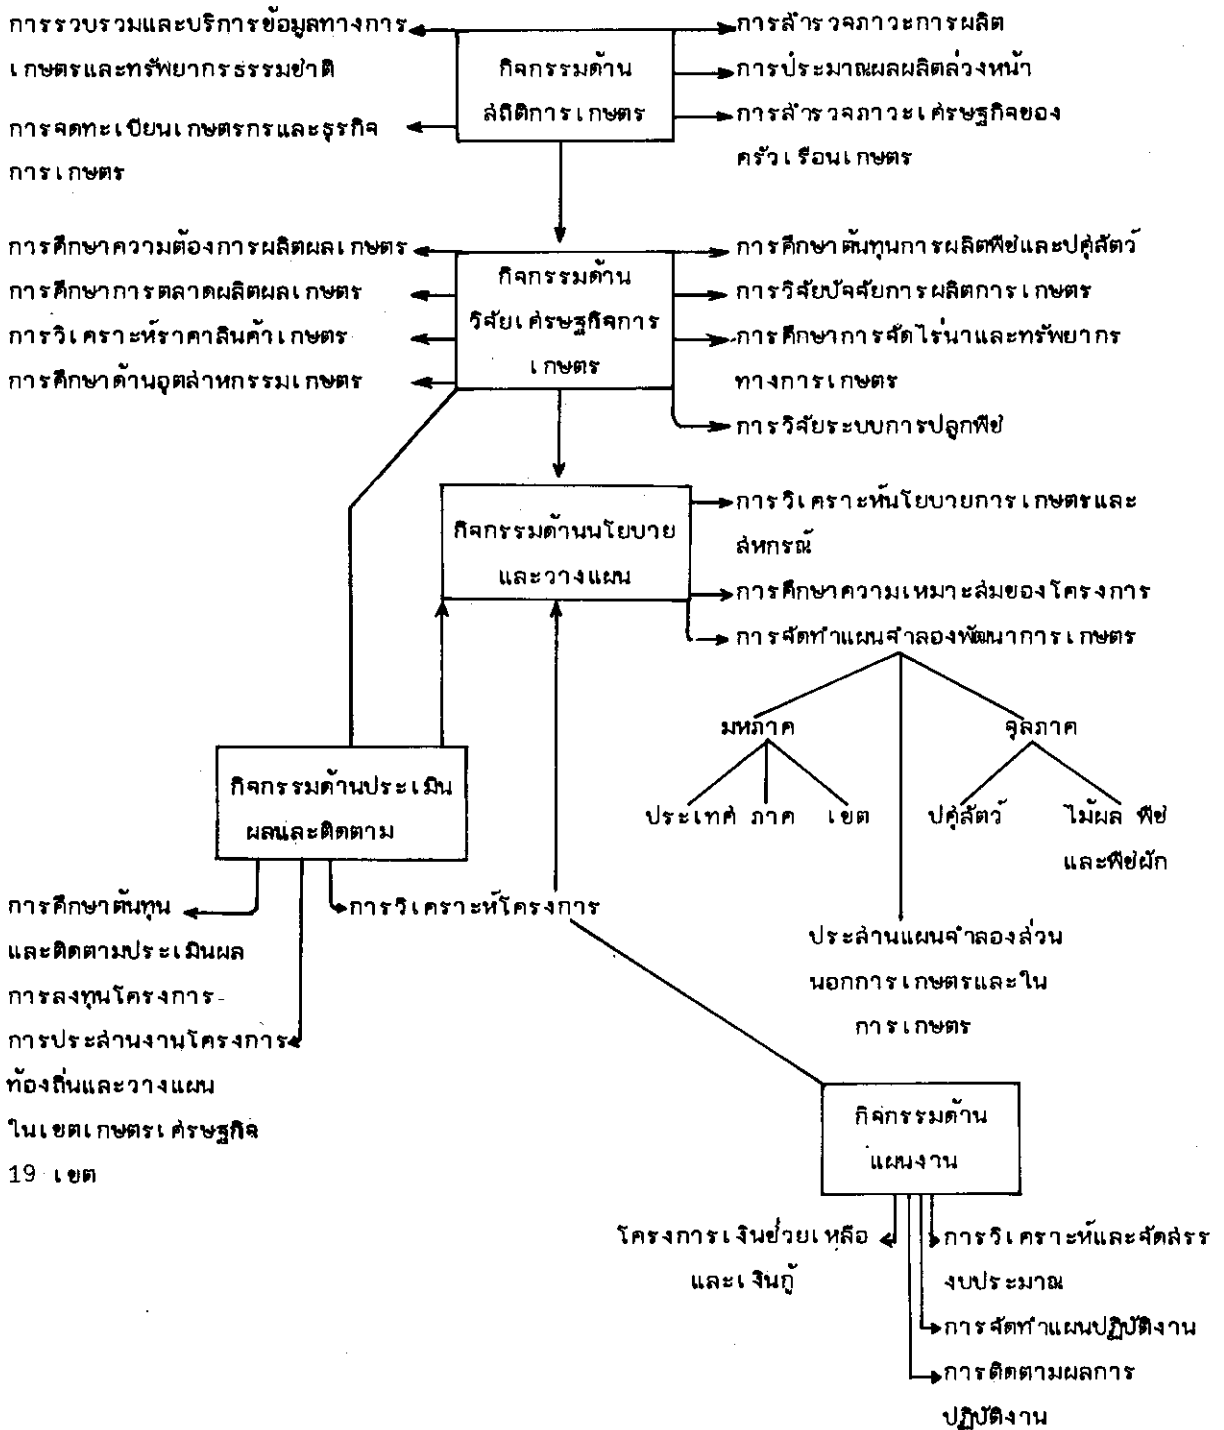 การรวบรวมและบริการข้อมูลทางการ
เกษตรและทรัพยากรธรรมชาติ
การจดทะเบียนเกษตรกรและธุรกิจ
การเกษตร
กิจกรรมด้าน
สถิติการเกษตร
การสำรวจภาวะการผลิต
การประมาณผลผลิตล่วงหน้า
การสำรวจภาวะเศรษฐกิจของ
ครัวเรือนเกษตร
การศึกษาความต้องการผลิตผลเกษตร
การศึกษาการตลาดผลิตผลเกษตร
การวิเคราะห์ราคาสินค้าเกษตร
การศึกษาด้านอุตสาหกรรมเกษตร
กิจกรรมด้าน
วิจัยเศรษฐกิจการ
เกษตร
การศึกษาต้นทุนการผลิตพืชและปศุสัตว์
การวิจัยปัจจัยการผลิตการเกษตร
การศึกษาการจัดไร่นาและทรัพยากร
ทางการเกษตร
การวิจัยระบบการปลูกพืช
กิจกรรมด้านนโยบาย
และวางแผน
การวิเคราะห์นโยบายการเกษตรและ
สหกรณ์
การศึกษาความเหมาะสมของโครงการ
การจัดทำแผนจำลองพัฒนาการเกษตร
มหภาค
จุลภาค
ประเทศ ภาค เขต
ปศุสัตว์
ไม้ผล พืช
และพืชผัก
ประสานแผนจำลองส่วน
นอกการเกษตรและใน
การเกษตร
กิจกรรมด้านประเมิน
ผลและติดตาม
การศึกษาต้นทุน
และติดตามประเมินผล
การลงทุนโครงการ
การประสานงานโครงการ
ท้องถิ่นและวางแผน
ในเขตเกษตรเศรษฐกิจ
19 เขต
การวิเคราะห์โครงการ
กิจกรรมด้าน
แผนงาน
โครงการเงินช่วยเหลือ
และเงินกู้
การวิเคราะห์และจัดสรร
งบประมาณ
การจัดทำแผนปฏิบัติงาน
การติดตามผลการ
ปฏิบัติงาน